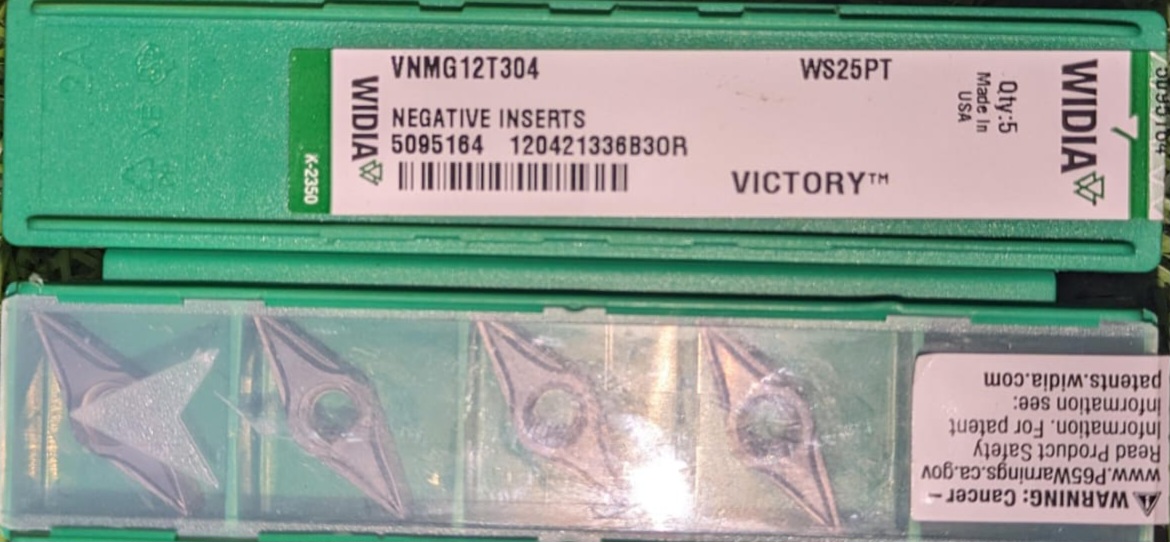 VNMG12T304
WS25PT
NEGATIVE INSERTS
5095164 120421336B30R
VICTORY™
WIDIA
K-2350
Qty:5
Made In
USA
WIDIA
WARNING: Cancer -
www.P65Warnings.ca.gov
Read Product Safety
Information. For patent
information see:
patents.widia.com